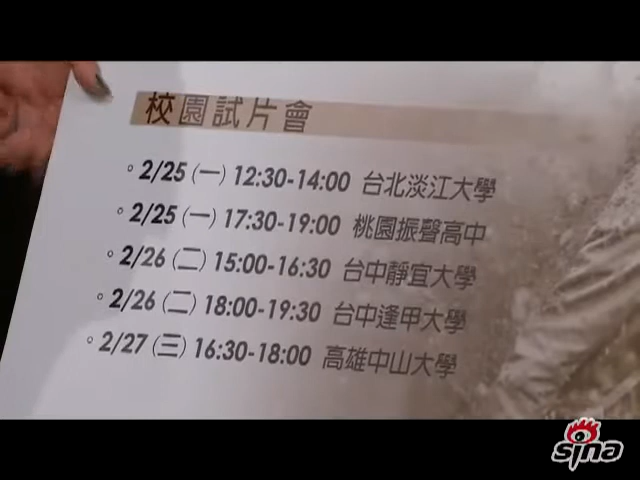 校園試片會
。2/25 (一) 12:30-14:00 台北淡江大學
。2/25 (一) 17:30-19:00 桃園振聲高中
。2/26 (二) 15:00-16:30 台中靜宜大學
。2/26 (二) 18:00-19:30 台中逢甲大學
。2/27 (三) 16:30-18:00 高雄中山大學
sina